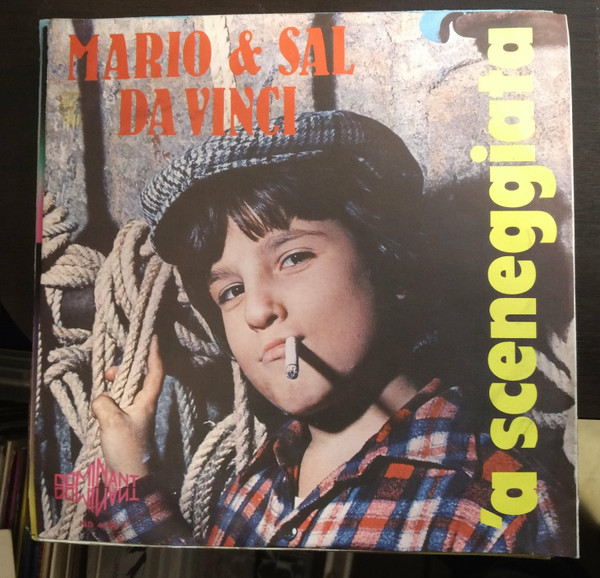 MARIO & SAL
DA VINCI
'a sceneggiata